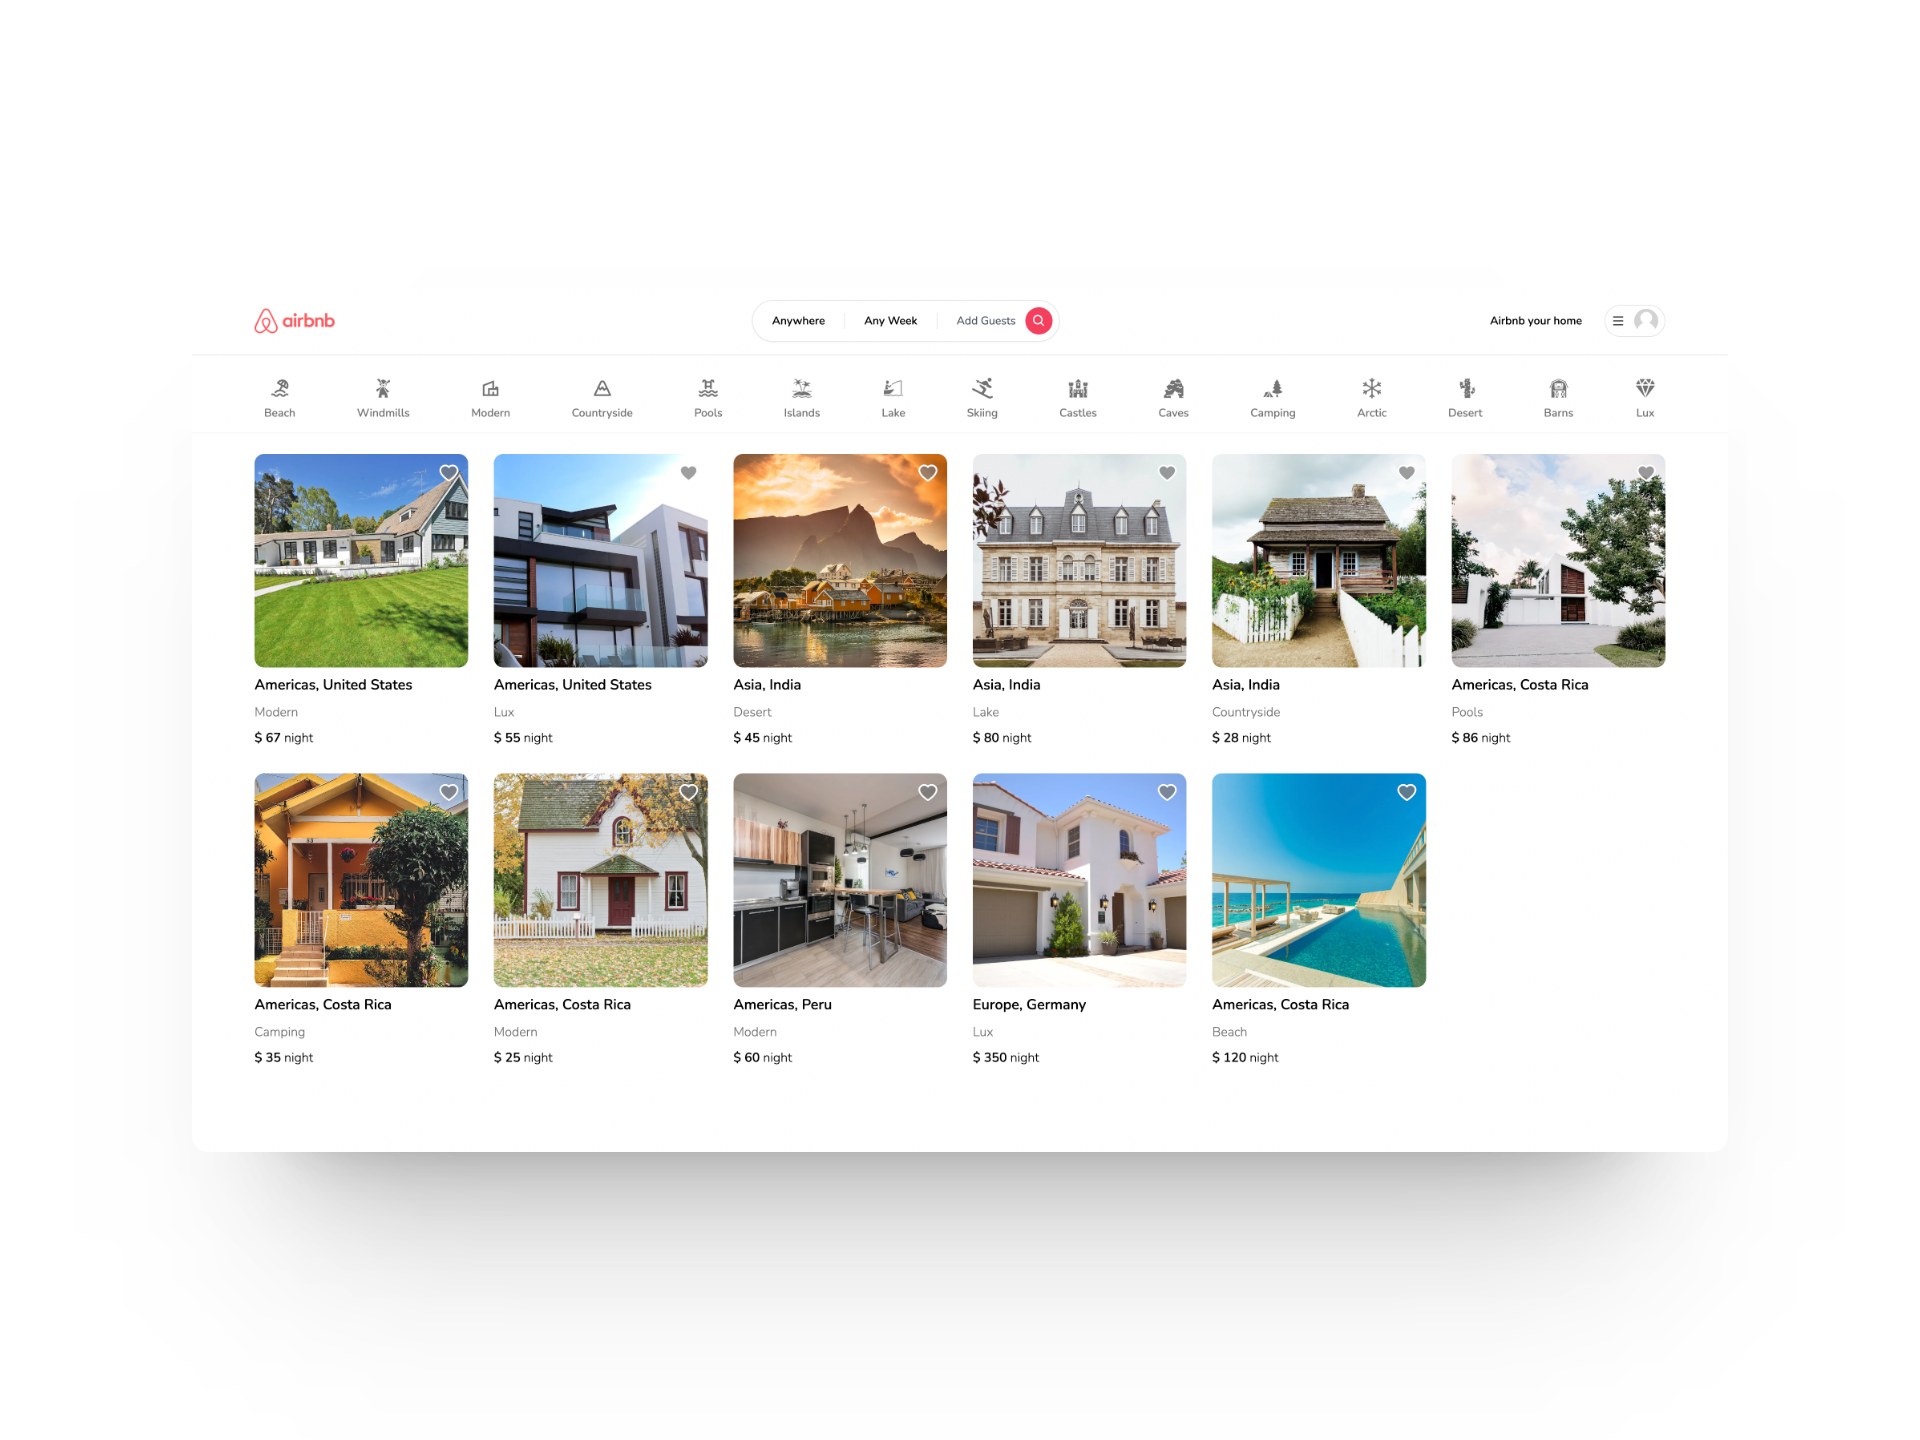 airbnb
Anywhere Any Week Add Guests
Airbnb your home
Beach Windmills Modern Countryside Pools Islands Lake Skiing Castles Caves Camping Arctic Desert Barns Lux
Americas, United States
Modern
$ 67 night
Americas, United States
Lux
$ 55 night
Asia, India
Desert
$ 45 night
Asia, India
Lake
$ 80 night
Asia, India
Countryside
$ 28 night
Americas, Costa Rica
Pools
$ 86 night
Americas, Costa Rica
Camping
$ 35 night
Americas, Costa Rica
Modern
$ 25 night
Americas, Peru
Modern
$ 60 night
Europe, Germany
Lux
$ 350 night
Americas, Costa Rica
Beach
$ 120 night